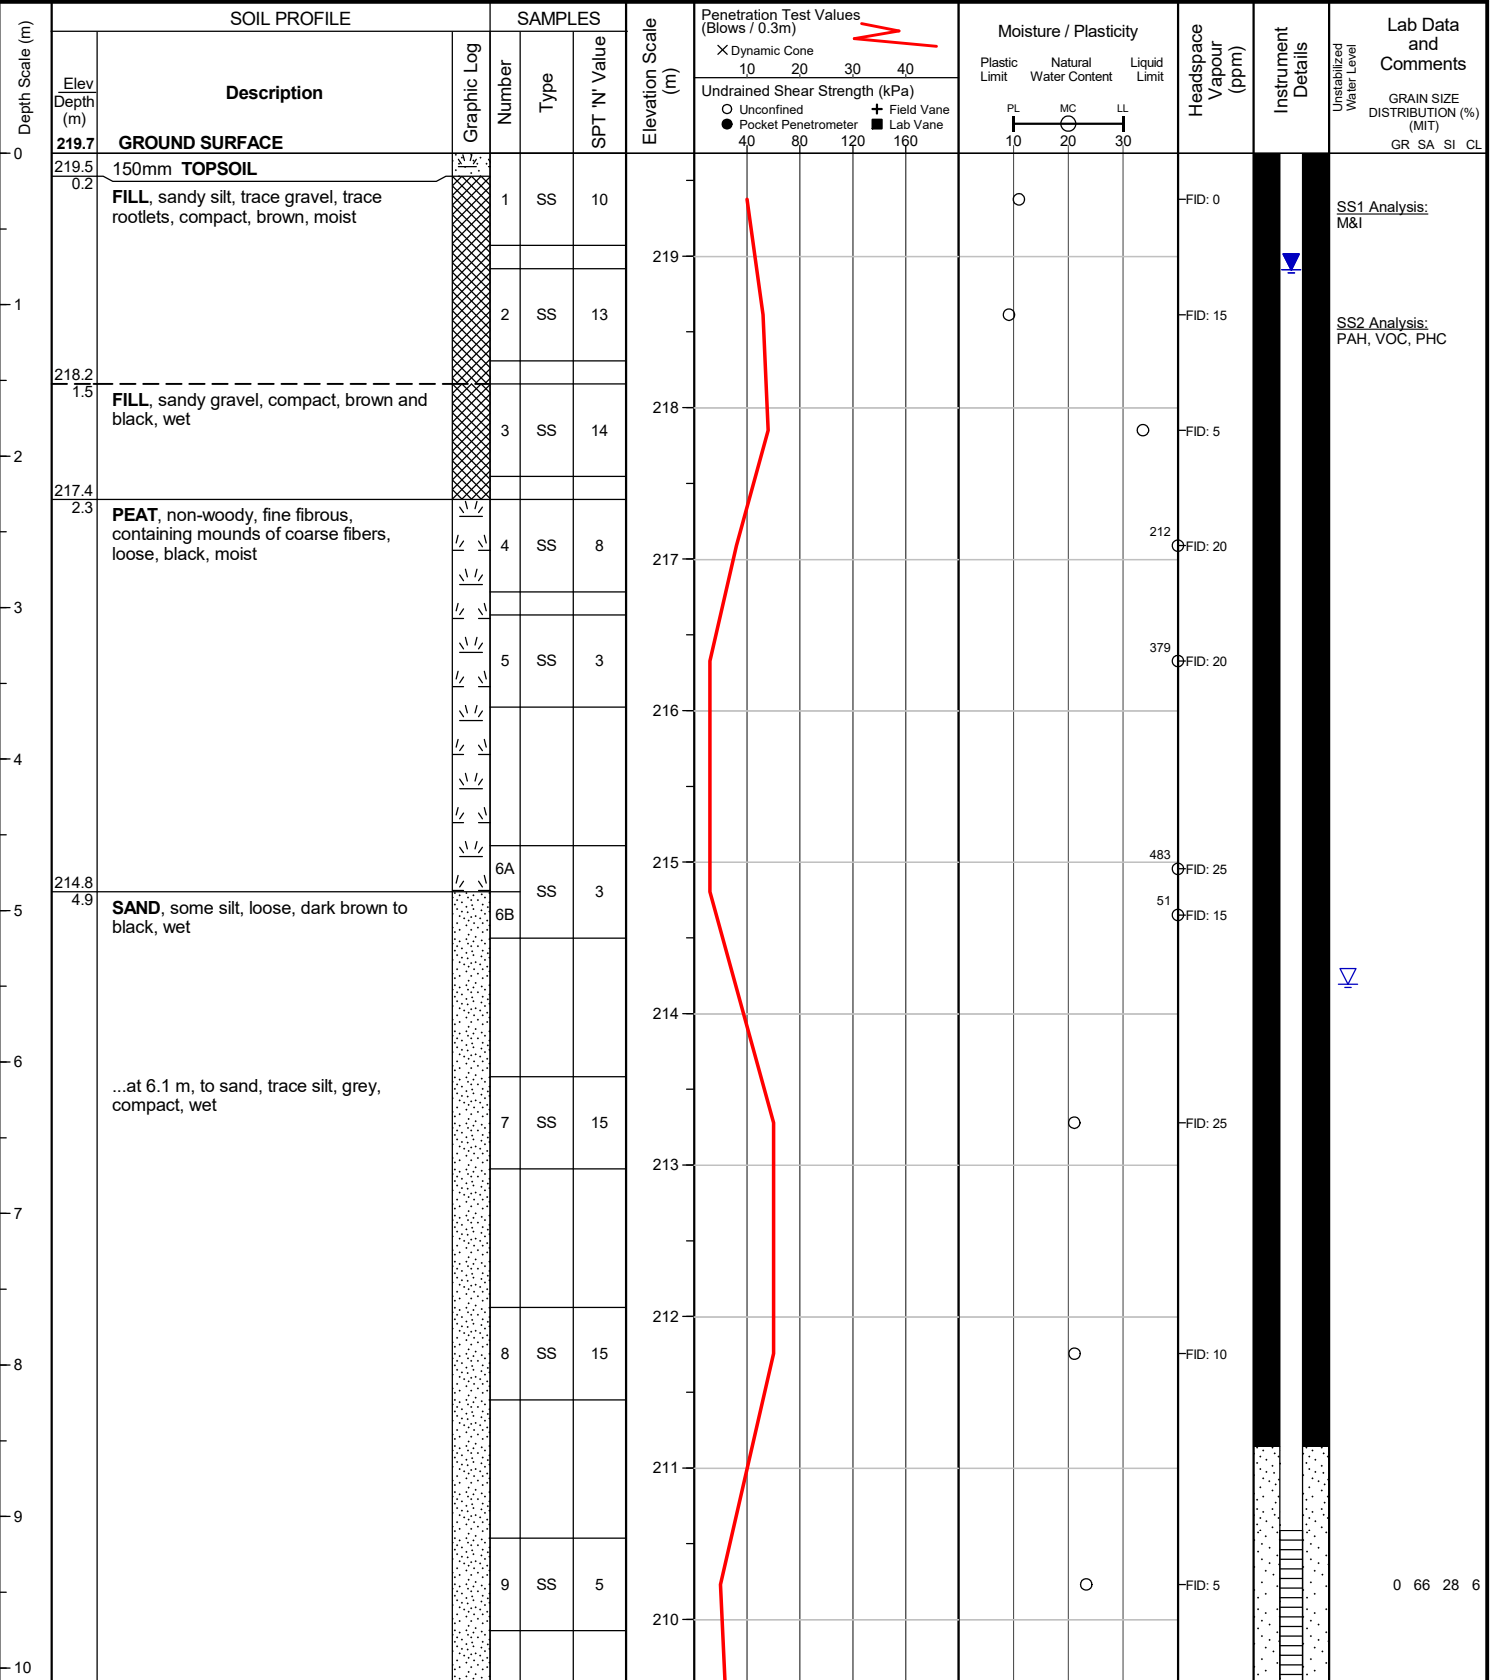 SOIL PROFILE
SAMPLES
Depth Scale (m)
Elev
Depth
(m)
Description
Graphic Log
Number
Type
SPT 'N' Value
Elevation Scale
(m)
Penetration Test Values
(Blows / 0.3m)
× Dynamic Cone
10 20 30 40
Undrained Shear Strength (kPa)
Unconfined
Field Vane
Pocket Penetrometer
Lab Vane
40 80 120 160
Moisture / Plasticity
Plastic
Limit
Natural
Water Content
Liquid
Limit
PL MC LL
10 20 30
Headspace
Vapour
(ppm)
Instrument
Details
Unstabilized
Water Level
Lab Data
and
Comments
GRAIN SIZE
DISTRIBUTION (%)
(MIT)
GR SA SI CL
219.7 GROUND SURFACE
0
219.5 150mm TOPSOIL
0.2
FILL, sandy silt, trace gravel, trace
rootlets, compact, brown, moist
1 SS 10
FID: 0
SS1 Analysis:
M&I
219
1
2 SS 13
FID: 15
SS2 Analysis:
PAH, VOC, PHC
218.2
1.5
FILL, sandy gravel, compact, brown and
black, wet
218
3 SS 14
FID: 5
2
217.4
2.3
PEAT, non-woody, fine fibrous,
containing mounds of coarse fibers,
loose, black, moist
4 SS 8
212
FID: 20
217
3
5 SS 3
379
FID: 20
216
4
215
6A
SS 3
483
FID: 25
214.8
4.9
SAND, some silt, loose, dark brown to
black, wet
6B
51
FID: 15
5
214
6
...at 6.1 m, to sand, trace silt, grey,
compact, wet
7 SS 15
FID: 25
213
7
212
8 SS 15
FID: 10
8
211
9
9 SS 5
FID: 5
0 66 28 6
210
10